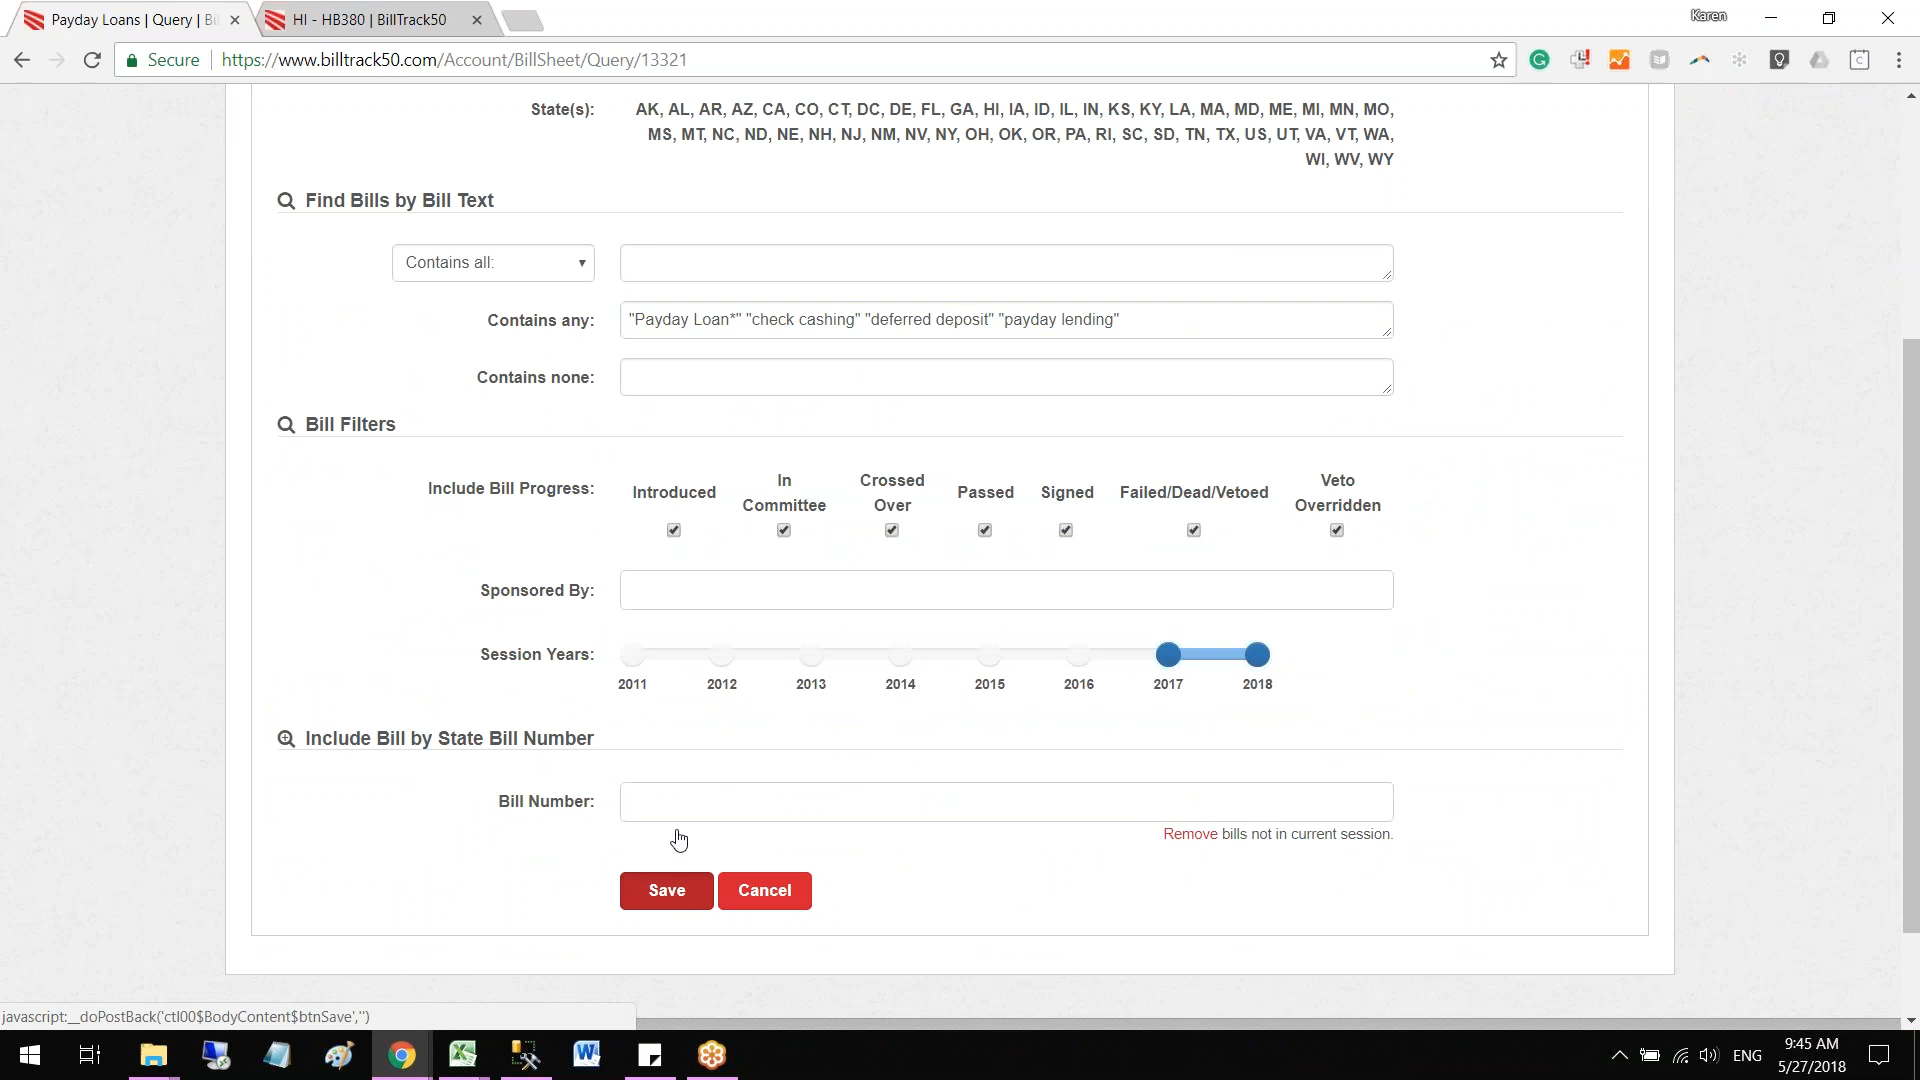 Payday Loans | Query | Bil
HI - HB380 | BillTrack50
Karen
Secure
https://www.billtrack50.com/Account/BillSheet/Query/13321
State(s):
AK, AL, AR, AZ, CA, CO, CT, DC, DE, FL, GA, HI, IA, ID, IL, IN, KS, KY, LA, MA, MD, ME, MI, MN, MO,
MS, MT, NC, ND, NE, NH, NJ, NM, NV, NY, OH, OK, OR, PA, RI, SC, SD, TN, TX, US, UT, VA, VT, WA,
WI, WV, WY
Find Bills by Bill Text
Contains all:
Contains any:
"Payday Loan*" "check cashing" "deferred deposit" "payday lending"
Contains none:
Bill Filters
Include Bill Progress:
Introduced
In
Committee
Crossed
Over
Passed
Signed
Failed/Dead/Vetoed
Veto
Overridden
Sponsored By:
Session Years:
2011 2012 2013 2014 2015 2016 2017 2018
Include Bill by State Bill Number
Bill Number:
Remove bills not in current session.
Save
Cancel
javascript:__doPostBack('ctl00$BodyContent$btnSave','')
ENG
9:45 AM
5/27/2018